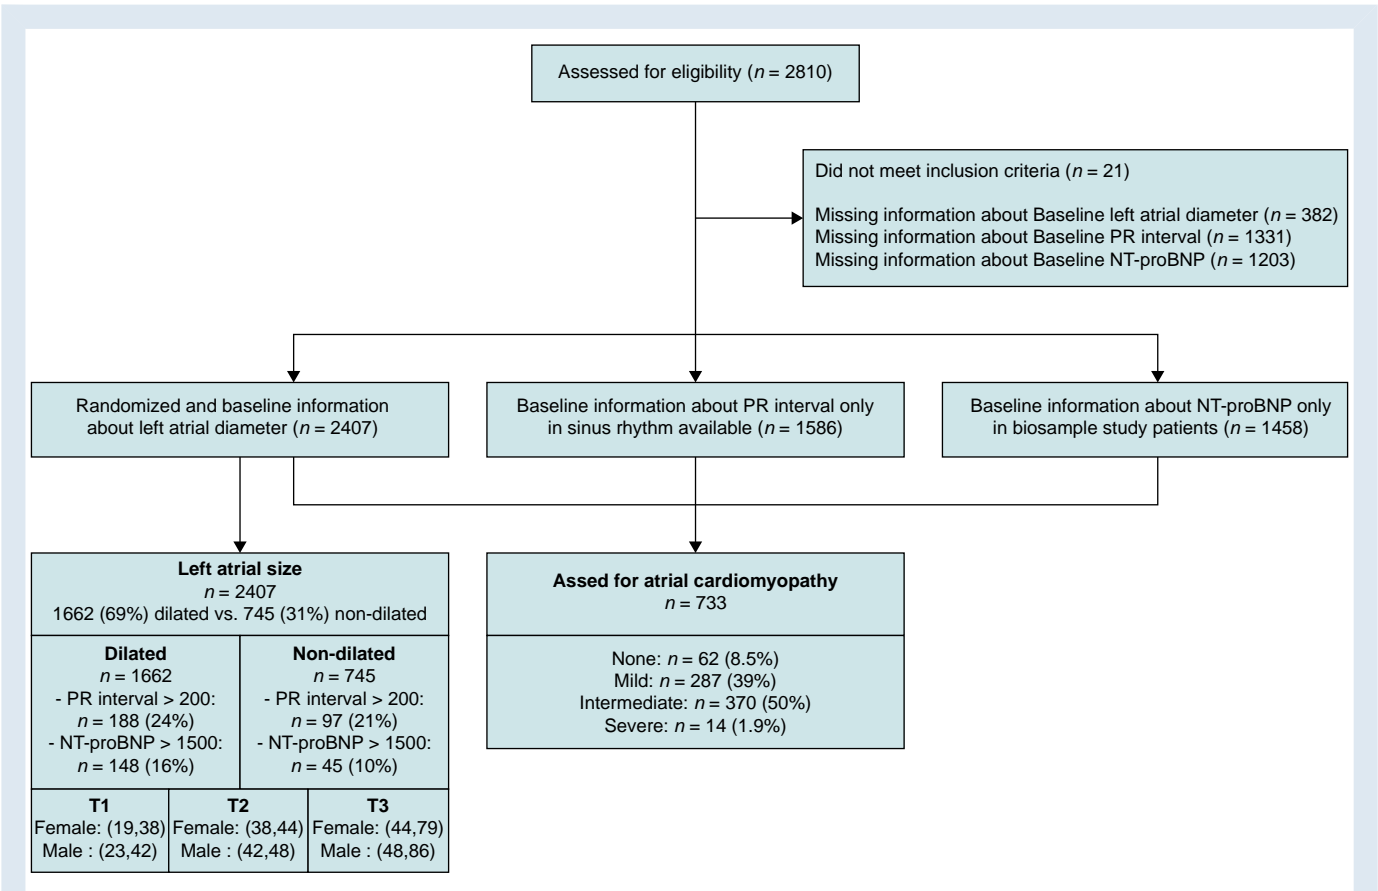 Assessed for eligibility (n = 2810)
Did not meet inclusion criteria (n = 21)
Missing information about Baseline left atrial diameter (n = 382)
Missing information about Baseline PR interval (n = 1331)
Missing information about Baseline NT-proBNP (n = 1203)
Randomized and baseline information
about left atrial diameter (n = 2407)
Baseline information about PR interval only
in sinus rhythm available (n = 1586)
Baseline information about NT-proBNP only
in biosample study patients (n = 1458)
Left atrial size
n = 2407
1662 (69%) dilated vs. 745 (31%) non-dilated
Dilated
n = 1662
- PR interval > 200:
n = 188 (24%)
- NT-proBNP > 1500:
n = 148 (16%)
Non-dilated
n = 745
- PR interval > 200:
n = 97 (21%)
- NT-proBNP > 1500:
n = 45 (10%)
T1
Female: (19,38)
Male : (23,42)
T2
Female: (38,44)
Male : (42,48)
T3
Female: (44,79)
Male : (48,86)
Assed for atrial cardiomyopathy
n = 733
None: n = 62 (8.5%)
Mild: n = 287 (39%)
Intermediate: n = 370 (50%)
Severe: n = 14 (1.9%)